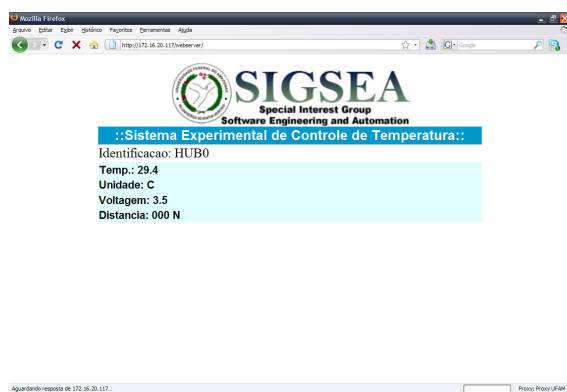 Mozilla Firefox
Arquivo Editar Exibir Histórico Favoritos Ferramentas Ajuda
http://172.16.20.117/webserver/
Google
SIGSEA
Special Interest Group
Software Engineering and Automation
::Sistema Experimental de Controle de Temperatura::
Identificacao: HUB0
Temp.: 29.4
Unidade: C
Voltagem: 3.5
Distancia: 000 N
Aguardando resposta de 172.16.20.117...
Proxy: Proxy UFAM